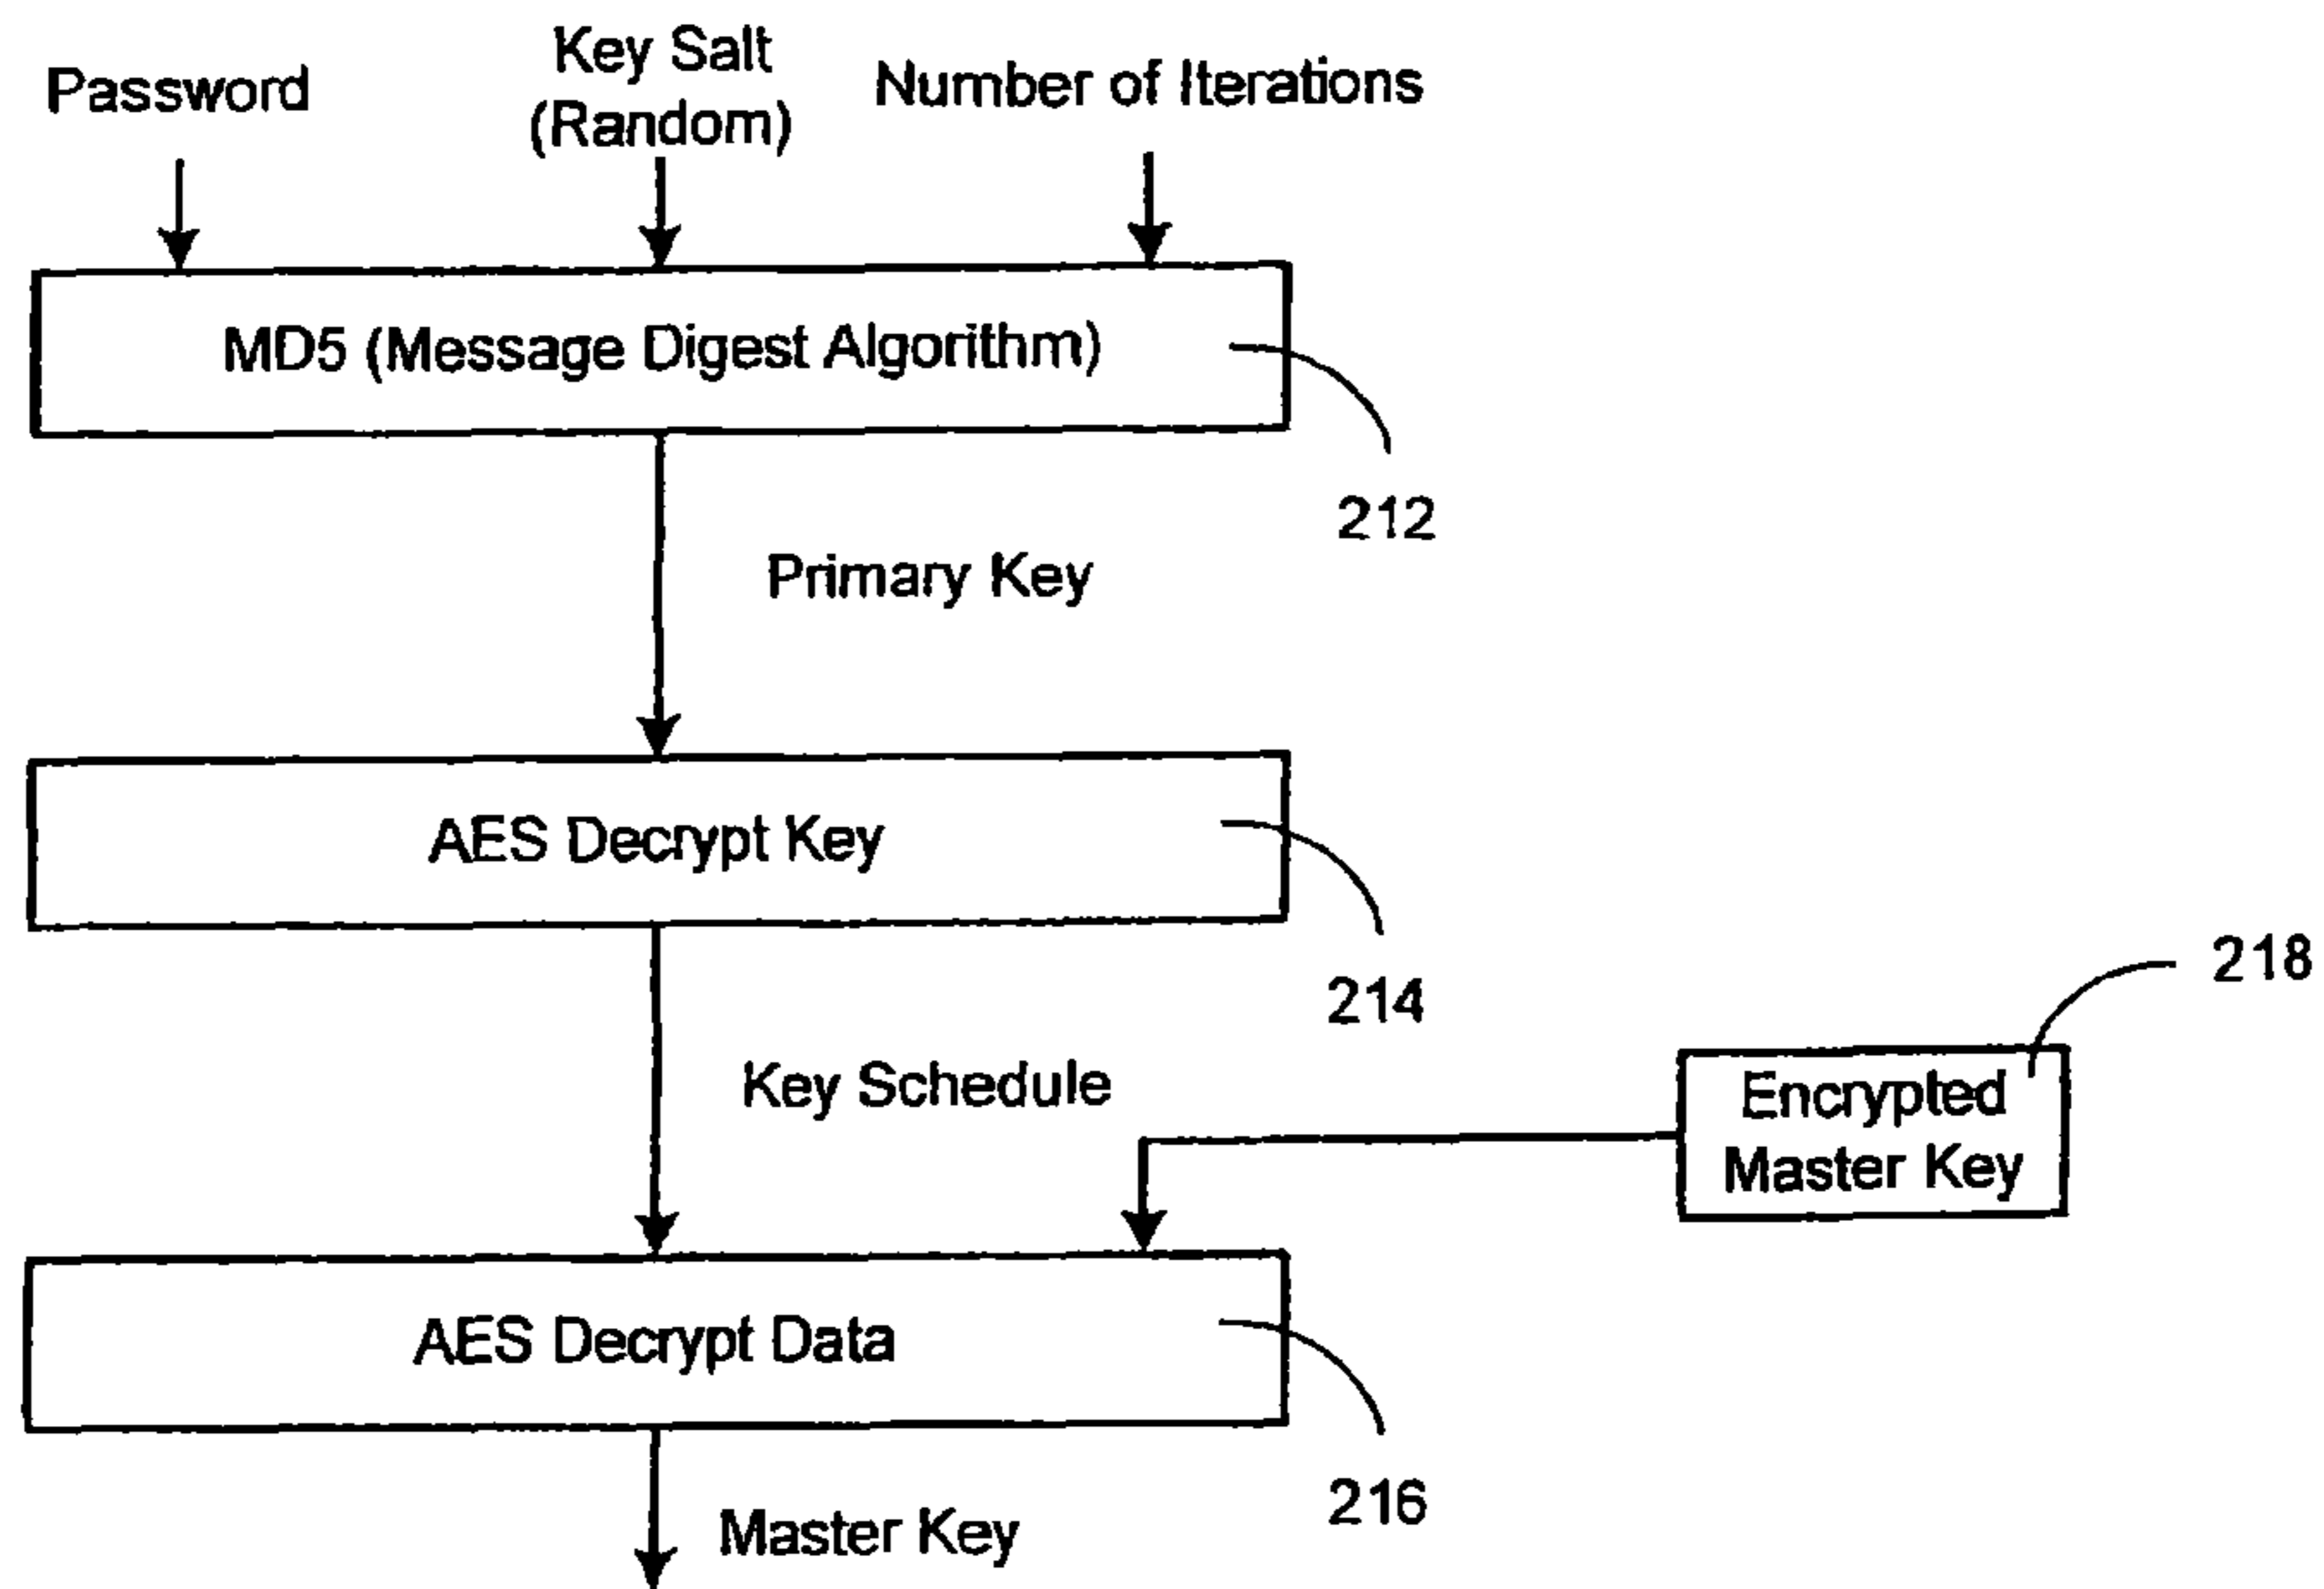 Password
Key Salt
(Random)
Number of Iterations
MD5 (Message Digest Algorithm)
212
Primary Key
AES Decrypt Key
214
218
Key Schedule
Encrypted
Master Key
AES Decrypt Data
216
Master Key